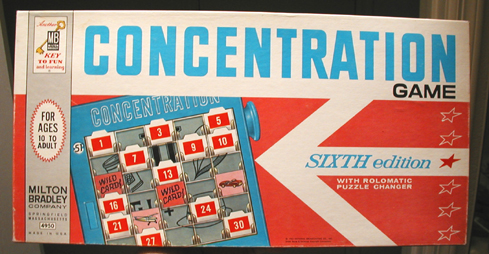 Another
MB
KEY
TO FUN
and learning
CONCENTRATION
GAME
FOR
AGES
10 TO
ADULT
CONCENTRATION
1
3
5
7
9
10
WILD
CARD!
13
WILD
CARD!
16
21
24
27
30
SIXTH edition
WITH ROLOMATIC
PUZZLE CHANGER
MILTON
BRADLEY
COMPANY
SPRINGFIELD
MASSACHUSETTS
4950
MADE IN U.S.A.